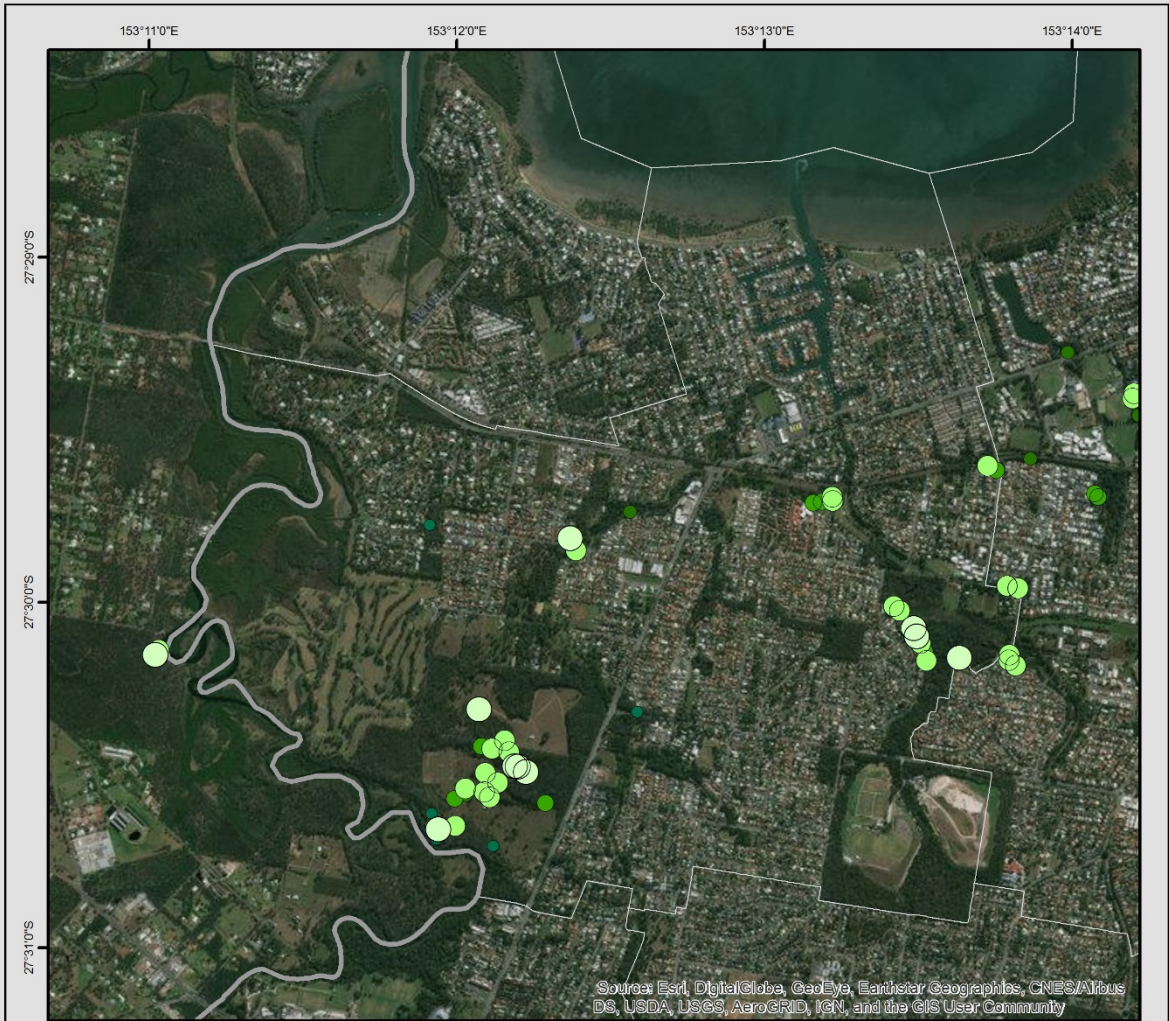 153°11'0"E
153°12'0"E
153°13'0"E
153°14'0"E
27°29'0"S
27°30'0"S
27°31'0"S
Source: Esri, DigitalGlobe, GeoEye, Earthstar Geographics, CNES/Airbus
DS, USDA, USGS, AeroGRID, IGN, and the GIS User Community